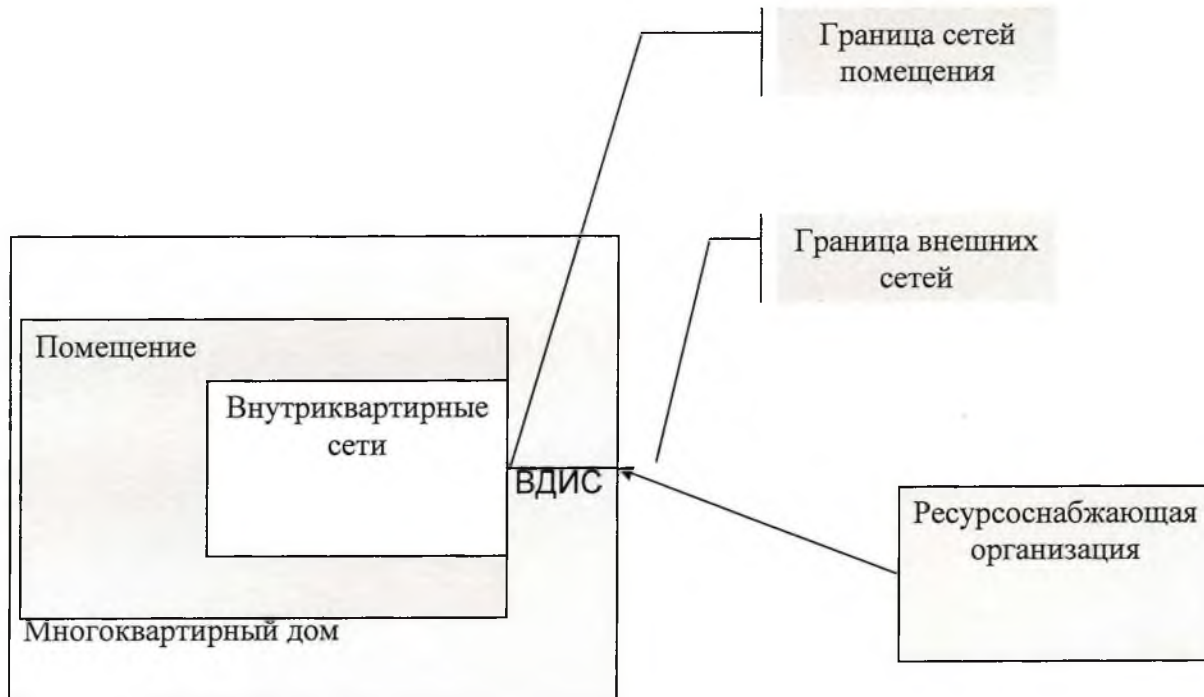 Граница сетей
помещения
Граница внешних
сетей
Помещение
Внутриквартирные
сети
ВДИС
Ресурсоснабжающая
организация
Многоквартирный дом